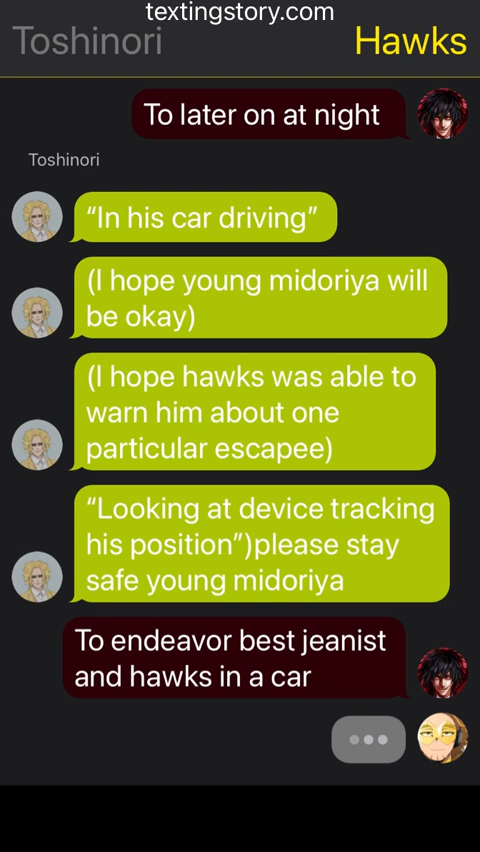 textingstory.com
Toshinori
Hawks
To later on at night
Toshinori
“In his car driving”
(I hope young midoriya will
be okay)
(I hope hawks was able to
warn him about one
particular escapee)
“Looking at device tracking
his position”)please stay
safe young midoriya
To endeavor best jeanist
and hawks in a car